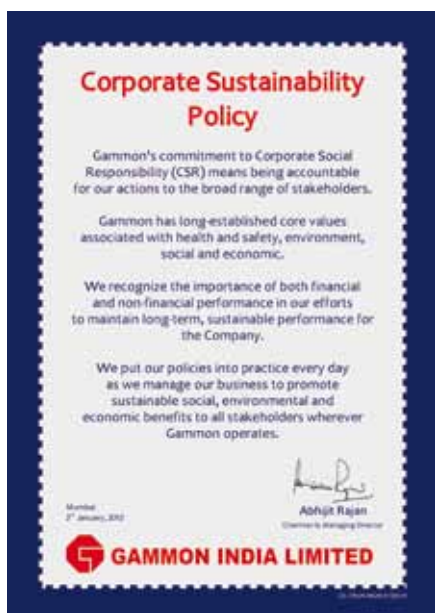 Corporate Sustainability
Policy
Gammon's commitment to Corporate Social
Responsibility (CSR) means being accountable
for our actions to the broad range of stakeholders.
Gammon has long-established core values
associated with health and safety, environment,
social and economic.
We recognize the importance of both financial
and non-financial performance in our efforts
to maintain long-term, sustainable performance for
the Company.
We put our policies into practice every day
as we manage our business to promote
sustainable social, environmental and
economic benefits to all stakeholders wherever
Gammon operates.
Mumbai
2nd January, 2012
Abhijit Rajan
Chairman & Managing Director
GAMMON INDIA LIMITED